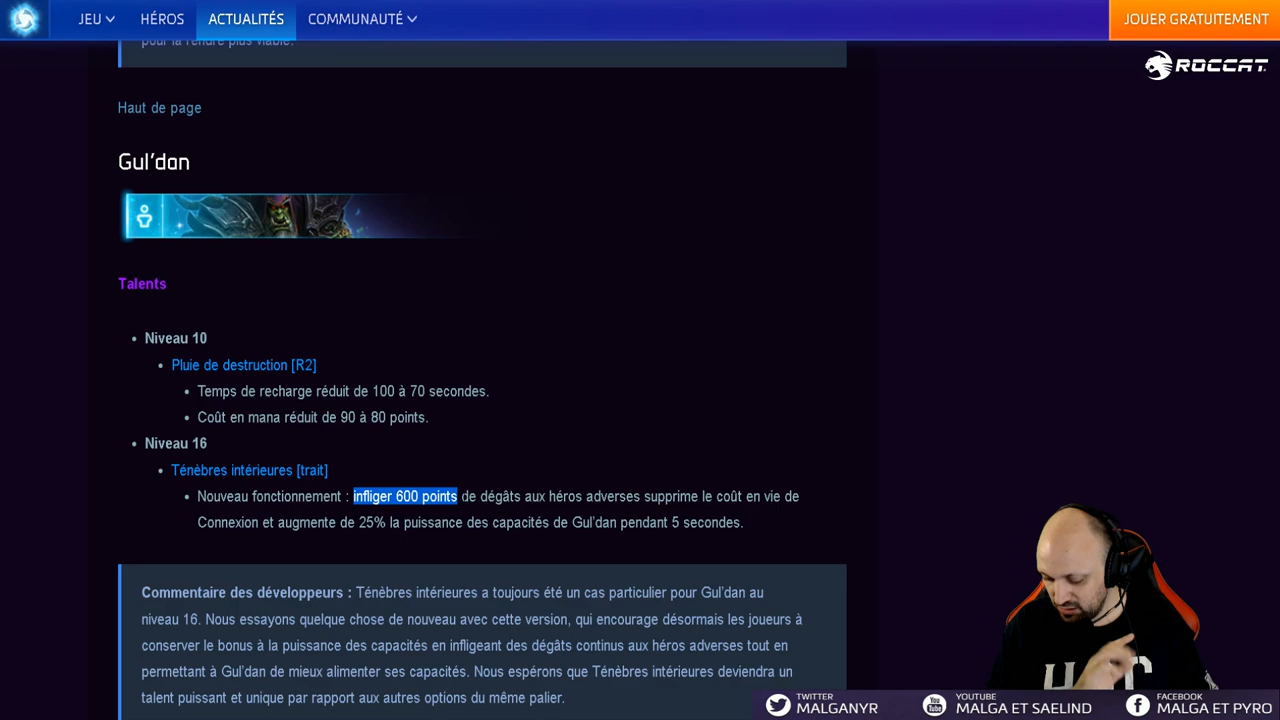 JEU HÉROS ACTUALITÉS COMMUNAUTÉ JOUER GRATUITEMENT
pour la rendre plus viable.
ROCCAT
Haut de page
Gul'dan
Talents
• Niveau 10
• Pluie de destruction [R2]
• Temps de recharge réduit de 100 à 70 secondes.
• Coût en mana réduit de 90 à 80 points.
• Niveau 16
• Ténèbres intérieures [trait]
• Nouveau fonctionnement : infliger 600 points de dégâts aux héros adverses supprime le coût en vie de
Connexion et augmente de 25% la puissance des capacités de Gul'dan pendant 5 secondes.
Commentaire des développeurs : Ténèbres intérieures a toujours été un cas particulier pour Gul'dan au
niveau 16. Nous essayons quelque chose de nouveau avec cette version, qui encourage désormais les joueurs à
conserver le bonus à la puissance des capacités en infligeant des dégâts continus aux héros adverses tout en
permettant à Gul'dan de mieux alimenter ses capacités. Nous espérons que Ténèbres intérieures deviendra un
talent puissant et unique par rapport aux autres options du même palier.
TWITTER
MALGANYR
YOUTUBE
MALGA ET SAELIND
FACEBOOK
MALGA ET PYRO